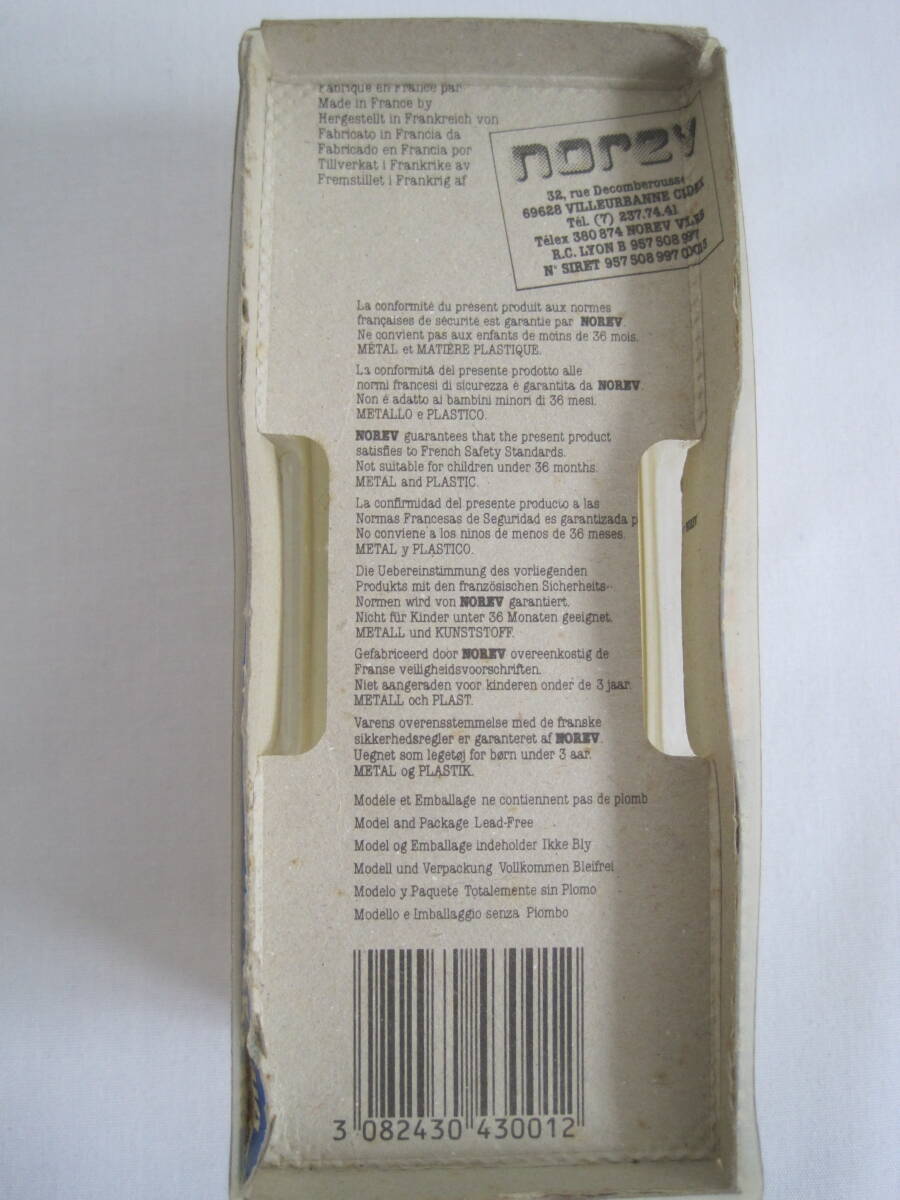 Fabriqué en France par
Made in France by
Hergestellt in Frankreich von
Fabricato in Francia da
Fabricado en Francia por
Tillverkat i Frankrike av
Fremstillet i Frankrig af
norev
32, rue Decomberousse
69628 VILLEURBANNE CIDEX
Tél. (7) 237.74.41
Télex 380 874 NOREV VLRB
R.C. LYON B 957 508 997
N° SIRET 957 508 997
La conformité du présent produit aux normes
françaises de sécurité est garantie par NOREV.
Ne convient pas aux enfants de moins de 36 mois.
MÉTAL et MATIÈRE PLASTIQUE.
La conformità del presente prodotto alle
normi francesi di sicurezza é garantita da NOREV.
Non é adatto ai bambini minori di 36 mesi.
METALLO e PLASTICO.
NOREV guarantees that the present product
satisfies to French Safety Standards.
Not suitable for children under 36 months.
METAL and PLASTIC.
La confirmidad del presente producto a las
Normas Francesas de Seguridad es garantizada p
No conviene a los ninos de menos de 36 meses.
METAL y PLASTICO.
Die Uebereinstimmung des vorliegenden
Produkts mit den französischen Sicherheits-
Normen wird von NOREV garantiert.
Nicht für Kinder unter 36 Monaten geeignet.
METALL und KUNSTSTOFF.
Gefabriceerd door NOREV overeenkostig de
Franse veiligheidsvoorschriften.
Niet aangeraden voor kinderen onder de 3 jaar.
METALL och PLAST.
Varens overensstemmelse med de franske
sikkerhedsregler er garanteret af NOREV.
Uegnet som legetøj for børn under 3 aar.
METAL og PLASTIK.
Modèle et Emballage ne contiennent pas de plomb
Model and Package Lead-Free
Model og Emballage indeholder Ikke Bly
Modell und Verpackung Vollkommen Bleifrei
Modelo y Paquete Totalemente sin Plomo
Modello e Imballaggio senza Piombo
3 082430 430012